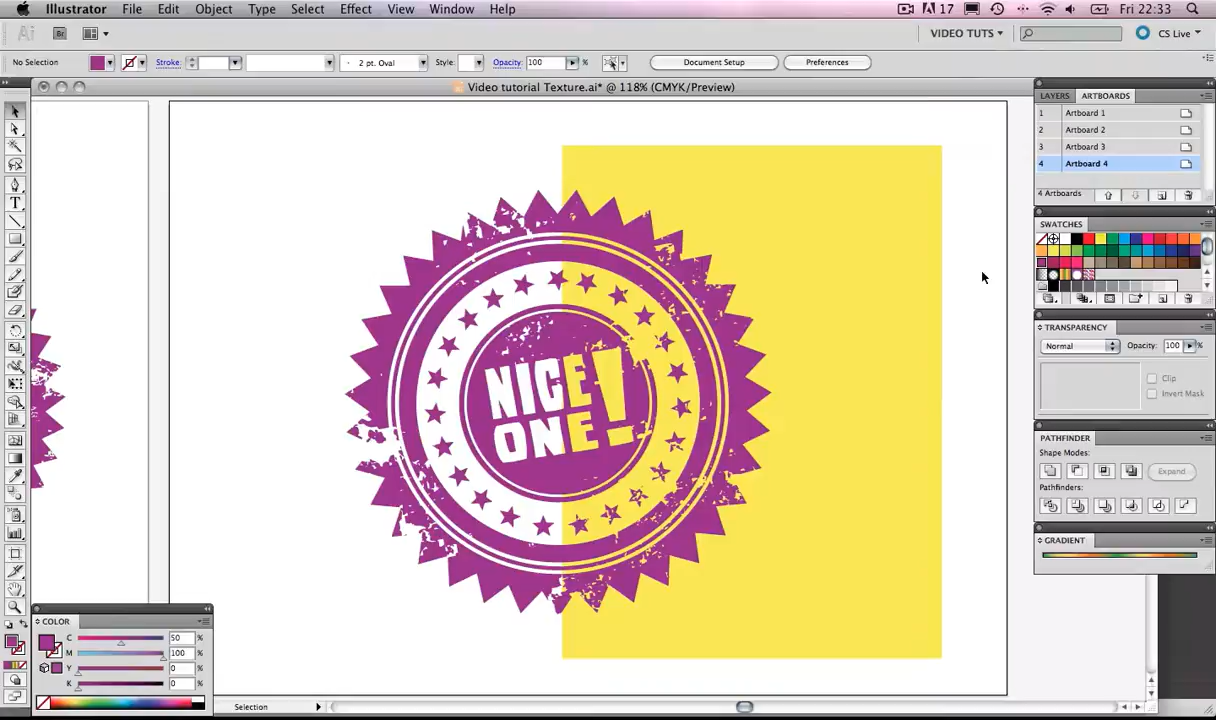 Illustrator File Edit Object Type Select Effect View Window Help 17 Fri 22:33
Ai Br VIDEO TUTS CS Live
No Selection Stroke: 2 pt. Oval Style: Opacity: 100 % Document Setup Preferences
Video tutorial Texture.ai* @ 118% (CMYK/Preview)
LAYERS ARTBOARDS
1 Artboard 1
2 Artboard 2
3 Artboard 3
4 Artboard 4
4 Artboards
SWATCHES
TRANSPARENCY
Normal Opacity: 100 %
Clip
Invert Mask
PATHFINDER
Shape Modes:
Expand
Pathfinders:
GRADIENT
NICE
ONE!
COLOR
C 50 %
M 100 %
Y 0 %
K 0 %
Selection